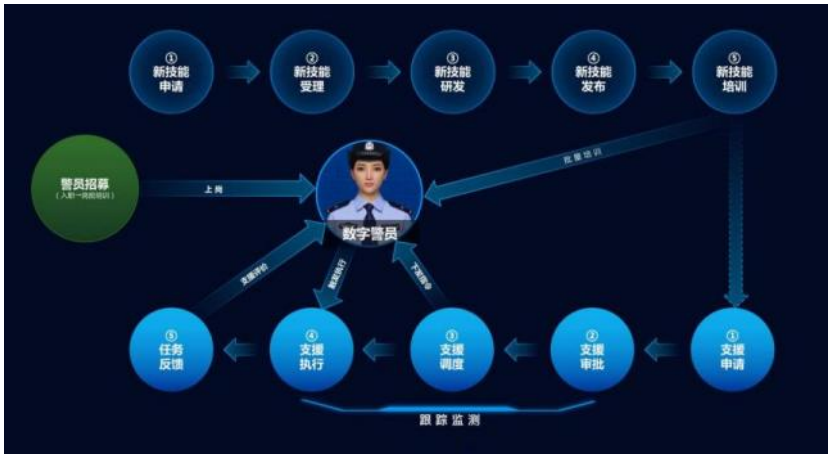 ①
新技能
申请
②
新技能
受理
③
新技能
研发
④
新技能
发布
⑤
新技能
培训
批量培训
警员招募
（入职一岗前培训）
上岗
数字警员
支援评价
触发执行
下发指令
⑤
任务
反馈
④
支援
执行
③
支援
调度
②
支援
审批
①
支援
申请
跟踪监测